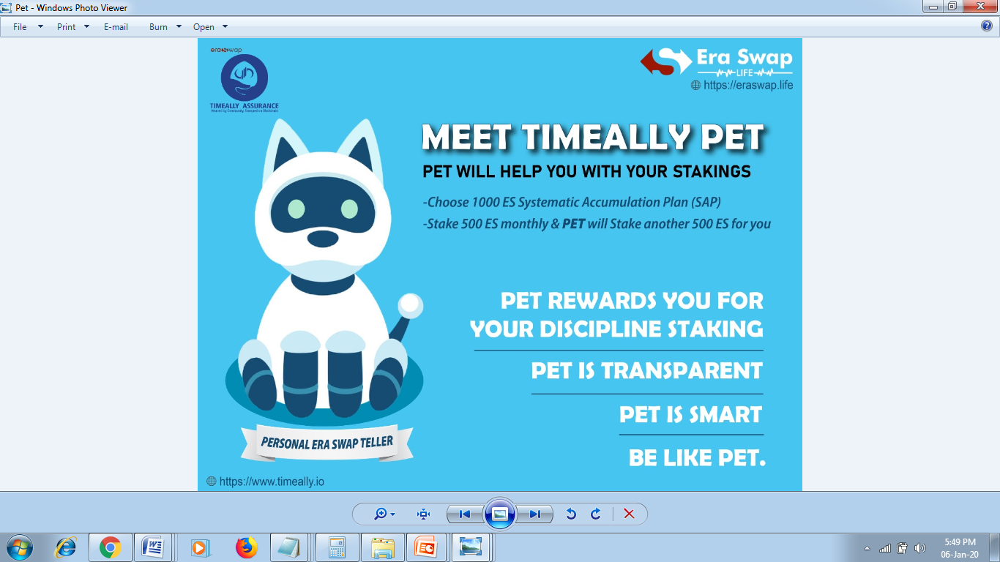 Pet - Windows Photo Viewer
File Print E-mail Burn Open
era swap
TIMEALLY ASSURANCE
Era Swap
LIFE
https://eraswap.life
MEET TIMEALLY PET
PET WILL HELP YOU WITH YOUR STAKINGS
-Choose 1000 ES Systematic Accumulation Plan (SAP)
-Stake 500 ES monthly & PET will Stake another 500 ES for you
PET REWARDS YOU FOR
YOUR DISCIPLINE STAKING
PET IS TRANSPARENT
PET IS SMART
BE LIKE PET.
PERSONAL ERA SWAP TELLER
https://www.timeally.io
5:49 PM
06-Jan-20